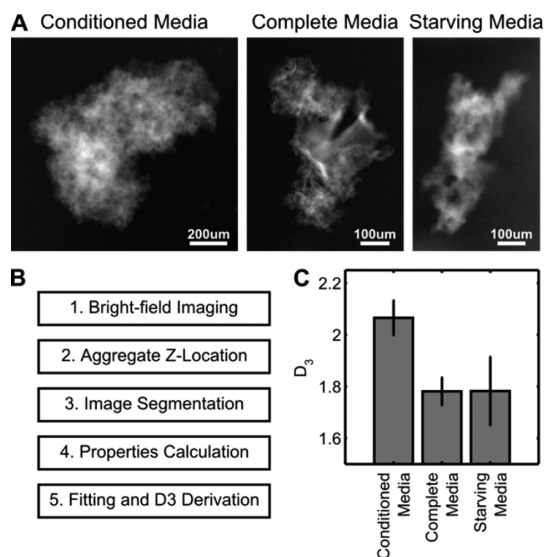 A Conditioned Media Complete Media Starving Media
200um 100um 100um
B
1. Bright-field Imaging
2. Aggregate Z-Location
3. Image Segmentation
4. Properties Calculation
5. Fitting and D3 Derivation
C
2.2
2
1.8
1.6
D3
Conditioned
Media
Complete
Media
Starving
Media